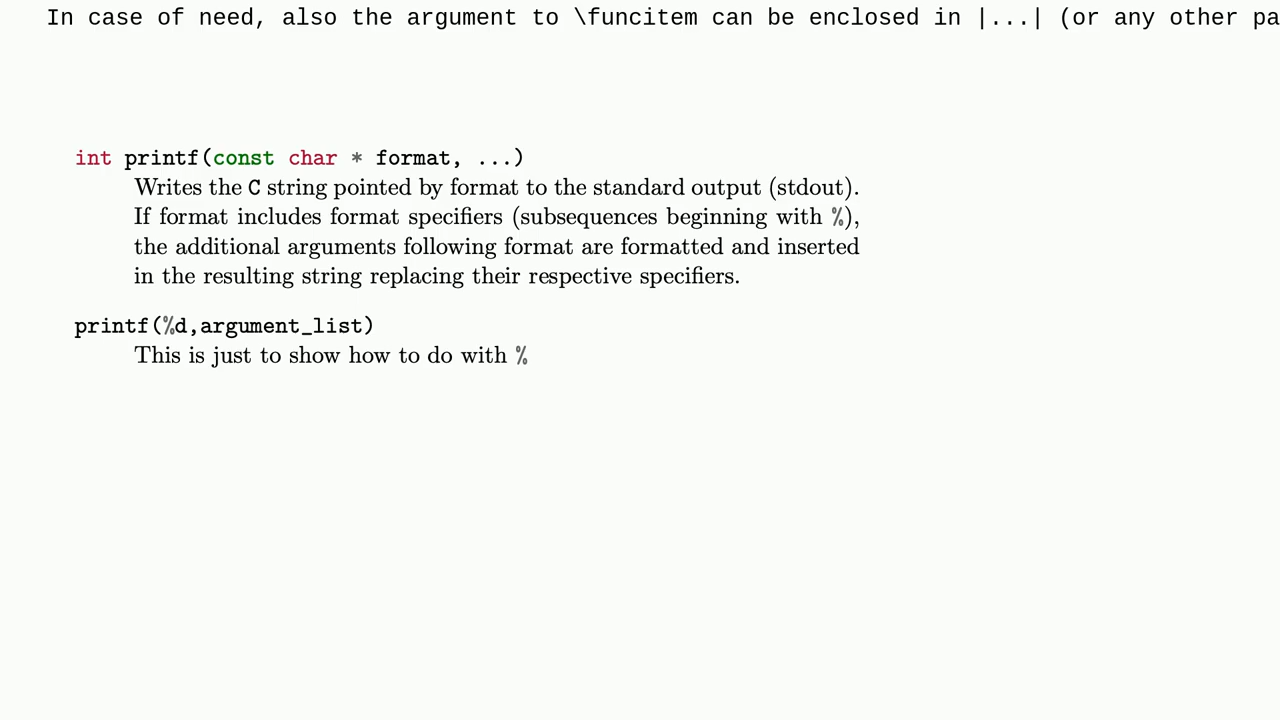 In case of need, also the argument to \funcitem can be enclosed in |...| (or any other pa
int printf(const char * format, ...)
Writes the C string pointed by format to the standard output (stdout).
If format includes format specifiers (subsequences beginning with %),
the additional arguments following format are formatted and inserted
in the resulting string replacing their respective specifiers.
printf(%d,argument_list)
This is just to show how to do with %